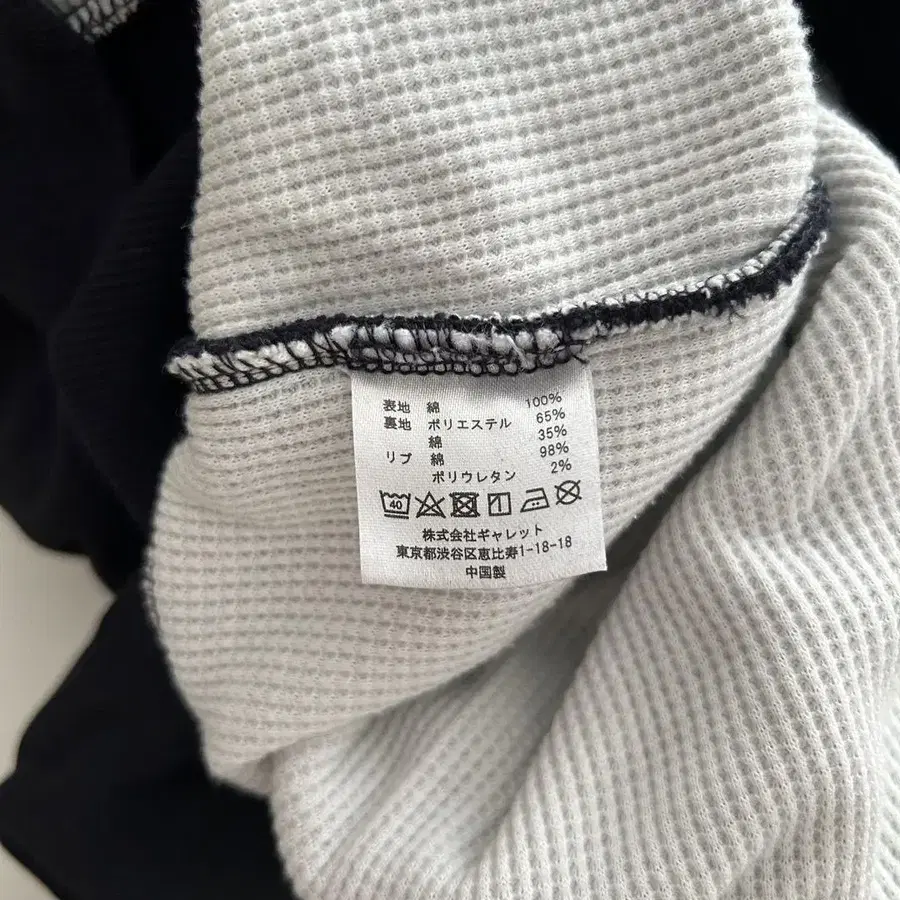 表地 綿 100%
裏地 ポリエステル 65%
綿 35%
リブ 綿 98%
ポリウレタン 2%
40
株式会社ギャレット
東京都渋谷区恵比寿1-18-18
中国製